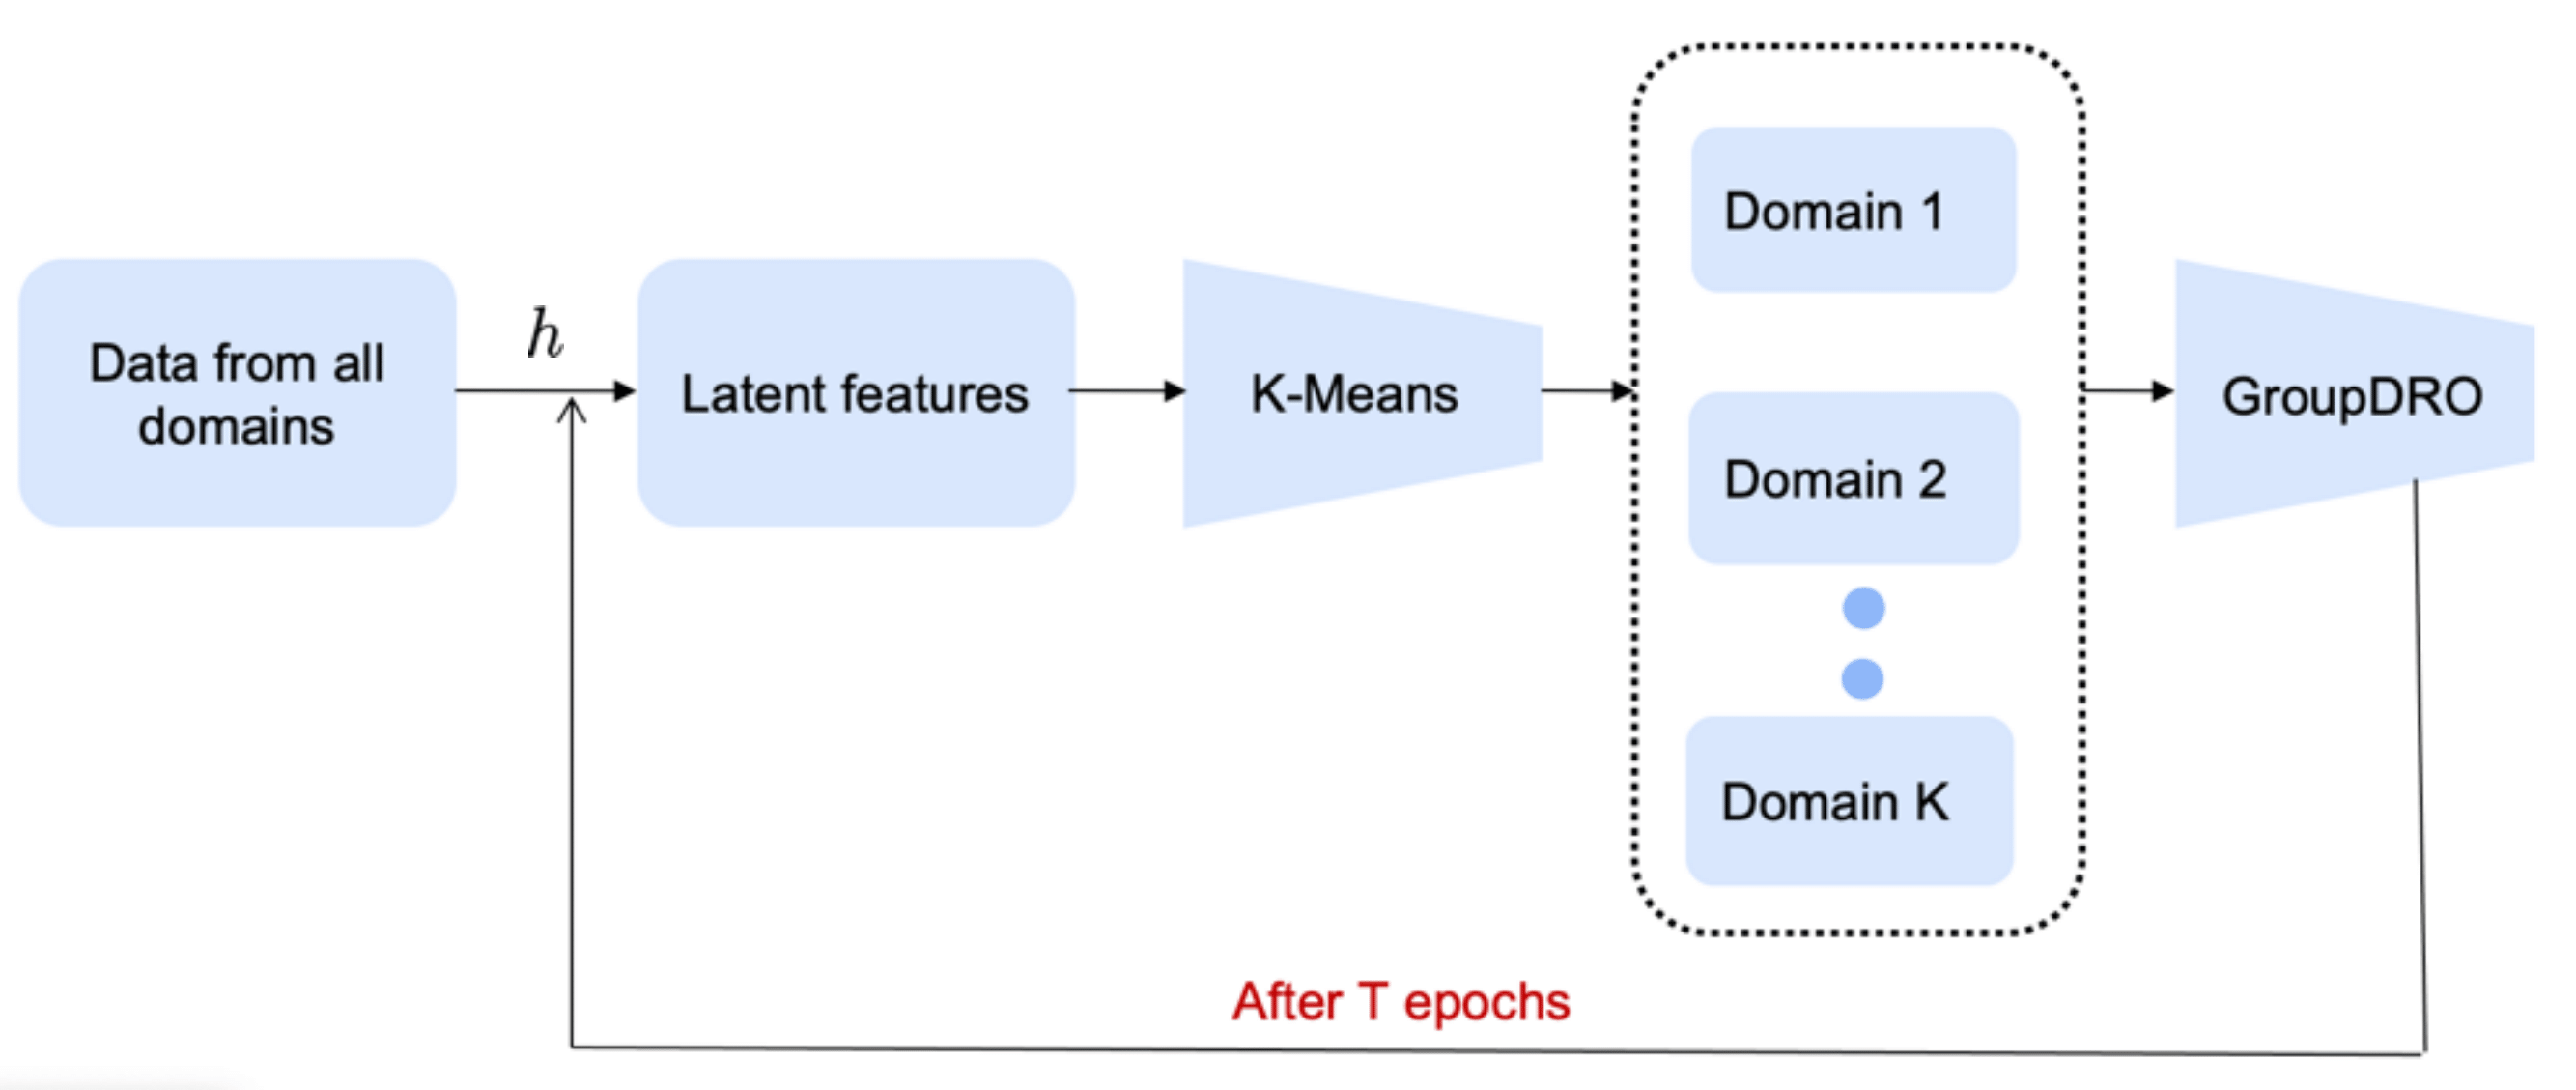 Data from all
domains
h
Latent features
K-Means
Domain 1
Domain 2
Domain K
GroupDRO
After T epochs